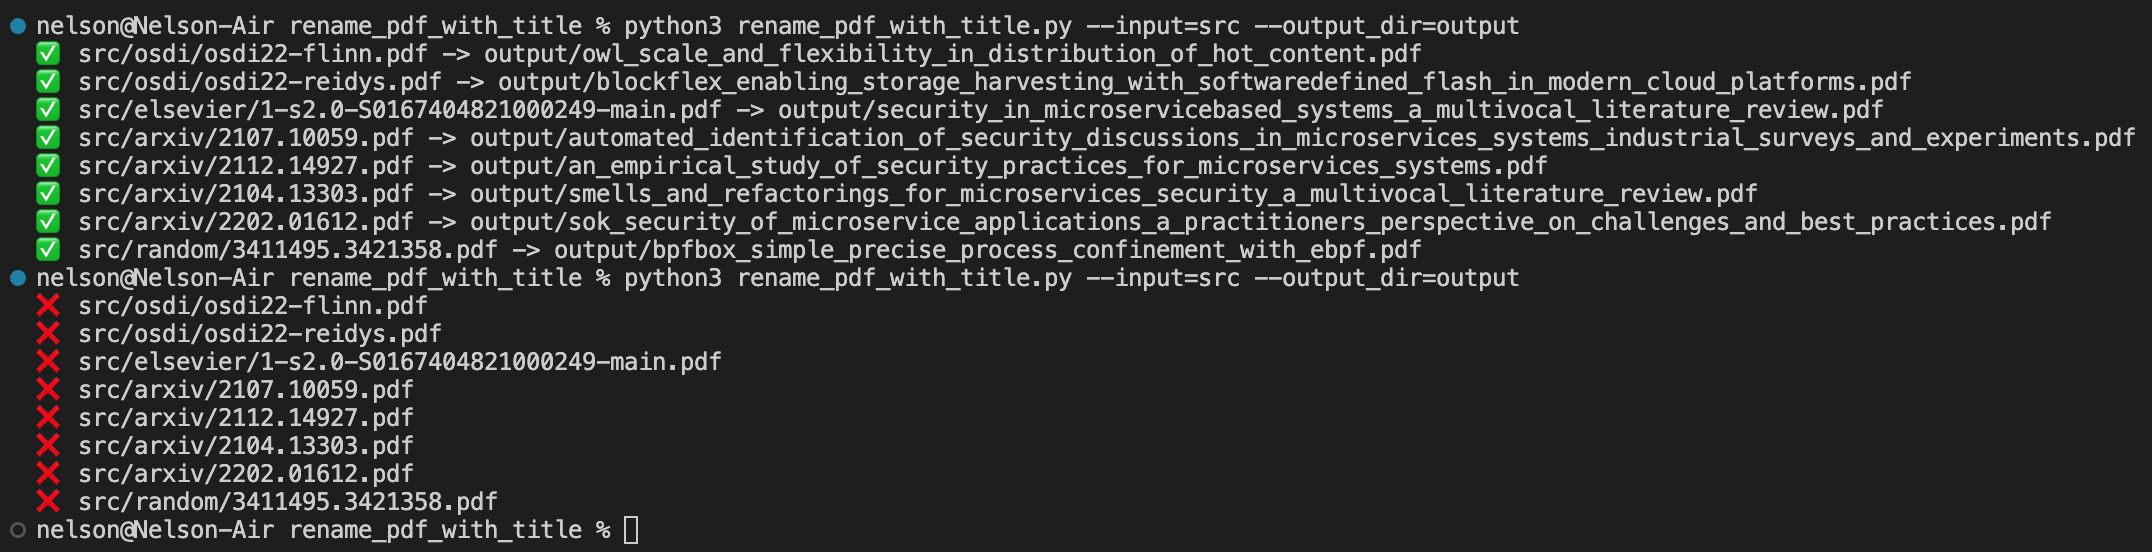 nelson@Nelson-Air rename_pdf_with_title % python3 rename_pdf_with_title.py --input=src --output_dir=output
✅ src/osdi/osdi22-flinn.pdf -> output/owl_scale_and_flexibility_in_distribution_of_hot_content.pdf
✅ src/osdi/osdi22-reidys.pdf -> output/blockflex_enabling_storage_harvesting_with_softwaredefined_flash_in_modern_cloud_platforms.pdf
✅ src/elsevier/1-s2.0-S0167404821000249-main.pdf -> output/security_in_microservicebased_systems_a_multivocal_literature_review.pdf
✅ src/arxiv/2107.10059.pdf -> output/automated_identification_of_security_discussions_in_microservices_systems_industrial_surveys_and_experiments.pdf
✅ src/arxiv/2112.14927.pdf -> output/an_empirical_study_of_security_practices_for_microservices_systems.pdf
✅ src/arxiv/2104.13303.pdf -> output/smells_and_refactorings_for_microservices_security_a_multivocal_literature_review.pdf
✅ src/arxiv/2202.01612.pdf -> output/sok_security_of_microservice_applications_a_practitioners_perspective_on_challenges_and_best_practices.pdf
✅ src/random/3411495.3421358.pdf -> output/bpfbox_simple_precise_process_confinement_with_ebpf.pdf
nelson@Nelson-Air rename_pdf_with_title % python3 rename_pdf_with_title.py --input=src --output_dir=output
❌ src/osdi/osdi22-flinn.pdf
❌ src/osdi/osdi22-reidys.pdf
❌ src/elsevier/1-s2.0-S0167404821000249-main.pdf
❌ src/arxiv/2107.10059.pdf
❌ src/arxiv/2112.14927.pdf
❌ src/arxiv/2104.13303.pdf
❌ src/arxiv/2202.01612.pdf
❌ src/random/3411495.3421358.pdf
nelson@Nelson-Air rename_pdf_with_title %